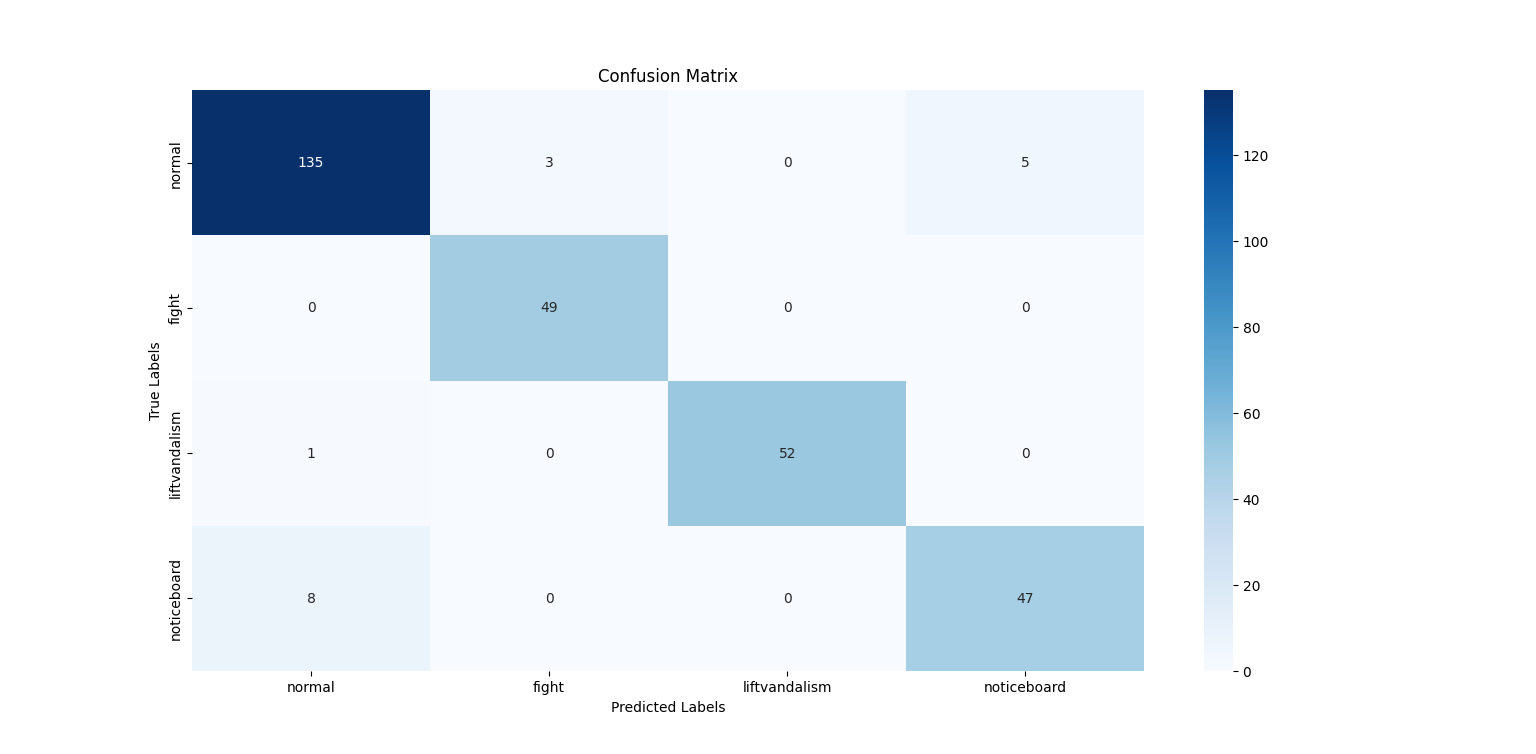 Confusion Matrix
normal 135 3 0 5
fight 0 49 0 0
liftvandalism 1 0 52 0
noticeboard 8 0 0 47
True Labels
normal fight liftvandalism noticeboard
Predicted Labels
120
100
80
60
40
20
0